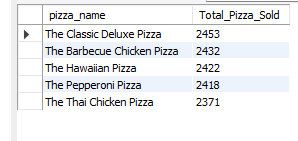 pizza_name Total_Pizza_Sold
The Classic Deluxe Pizza 2453
The Barbecue Chicken Pizza 2432
The Hawaiian Pizza 2422
The Pepperoni Pizza 2418
The Thai Chicken Pizza 2371